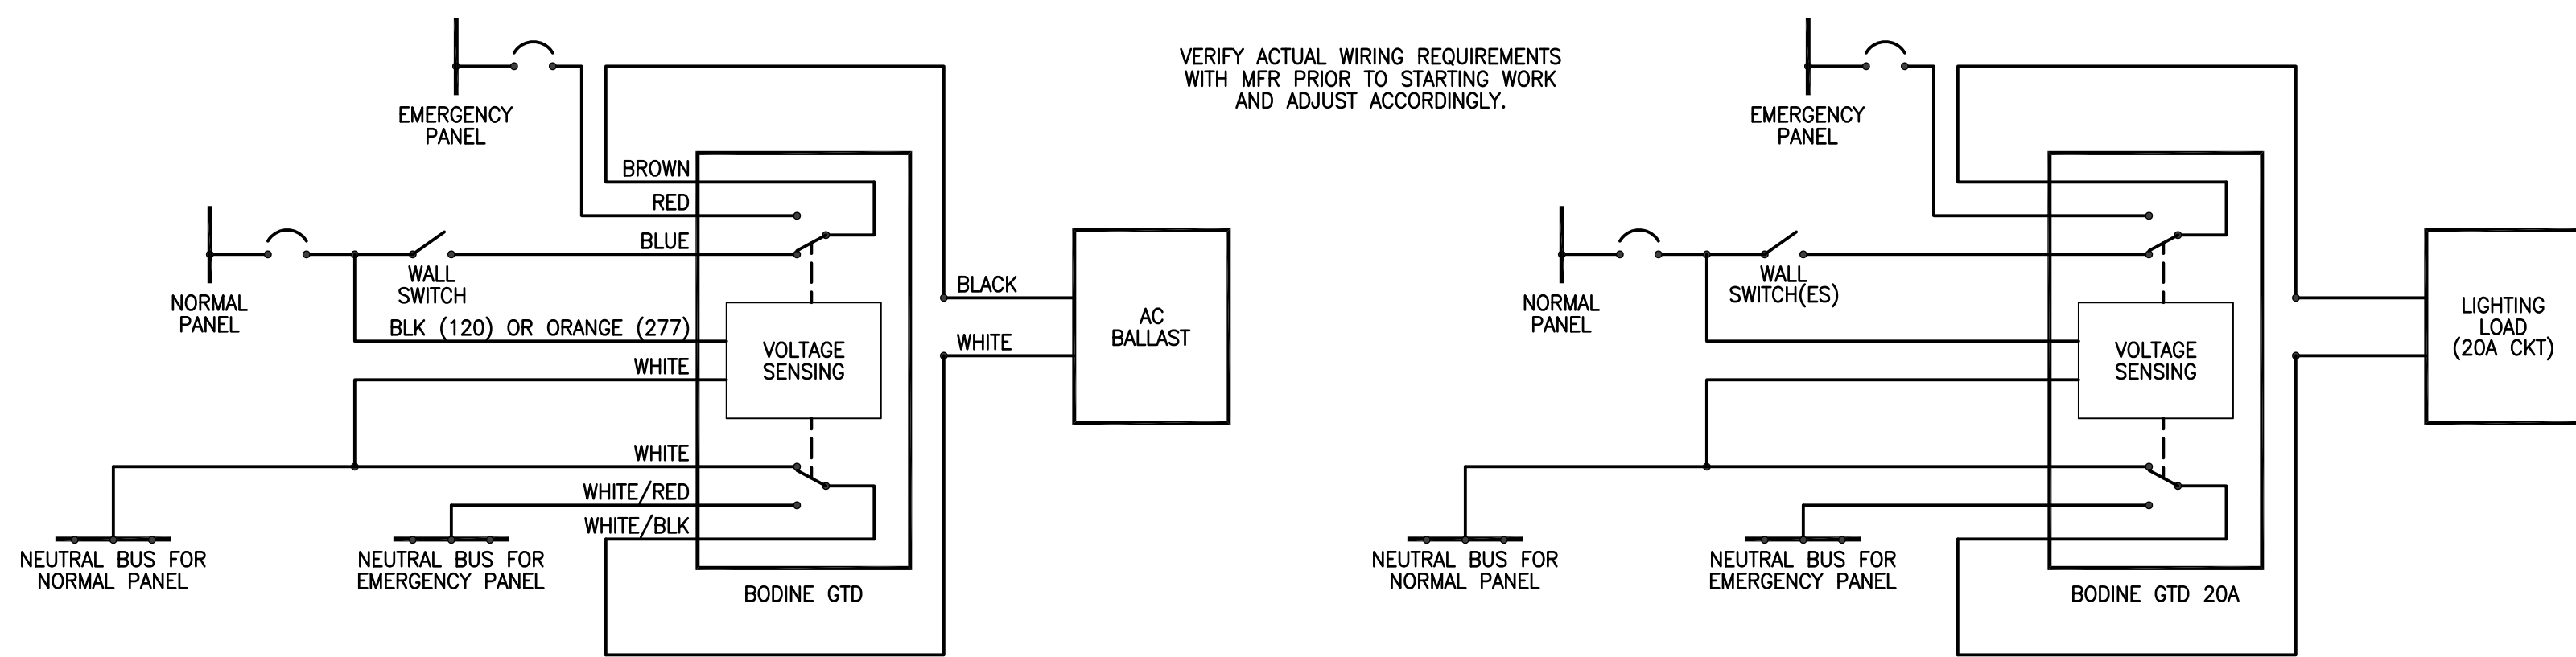 EMERGENCY
PANEL
BROWN
RED
BLUE
NORMAL
PANEL
WALL
SWITCH
BLK (120) OR ORANGE (277)
WHITE
VOLTAGE
SENSING
WHITE
WHITE/RED
WHITE/BLK
NEUTRAL BUS FOR
NORMAL PANEL
NEUTRAL BUS FOR
EMERGENCY PANEL
BODINE GTD
BLACK
WHITE
AC
BALLAST
VERIFY ACTUAL WIRING REQUIREMENTS
WITH MFR PRIOR TO STARTING WORK
AND ADJUST ACCORDINGLY.
EMERGENCY
PANEL
NORMAL
PANEL
WALL
SWITCH(ES)
VOLTAGE
SENSING
NEUTRAL BUS FOR
NORMAL PANEL
NEUTRAL BUS FOR
EMERGENCY PANEL
BODINE GTD 20A
LIGHTING
LOAD
(20A CKT)